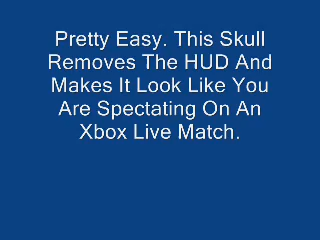 Pretty Easy. This Skull
Removes The HUD And
Makes It Look Like You
Are Spectating On An
Xbox Live Match.